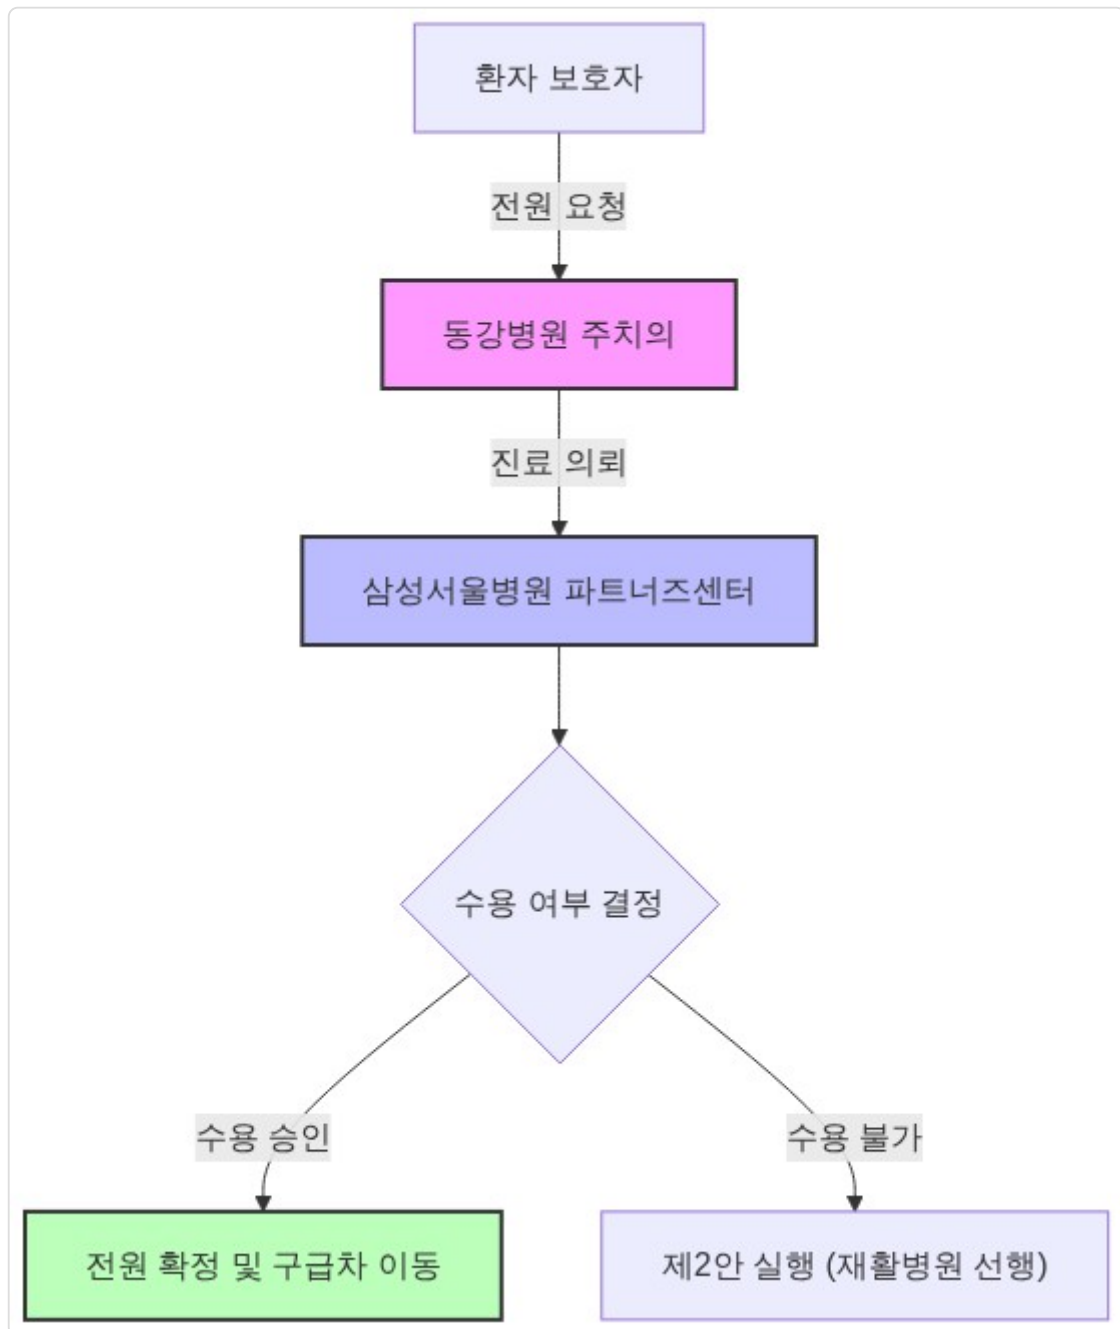 환자 보호자
전원 요청
동강병원 주치의
진료 의뢰
삼성서울병원 파트너즈센터
수용 여부 결정
수용 승인
수용 불가
전원 확정 및 구급차 이동
제2안 실행 (재활병원 선행)